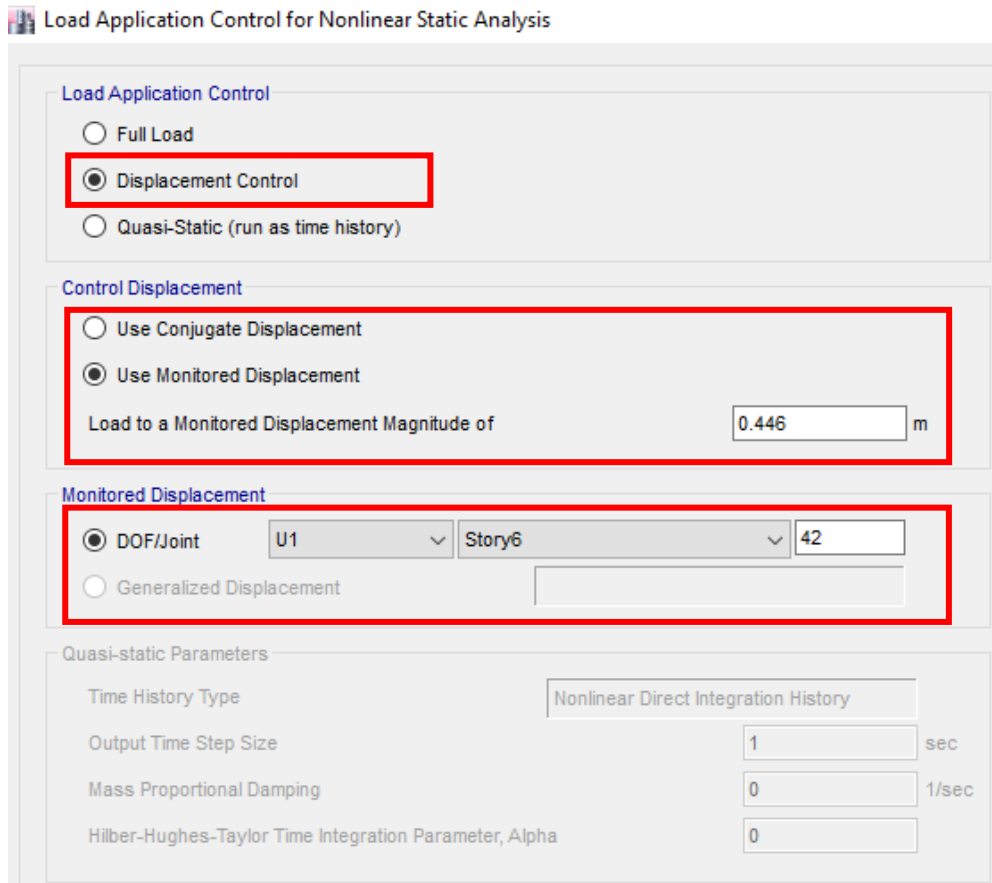 Load Application Control for Nonlinear Static Analysis
Load Application Control
Full Load
Displacement Control
Quasi-Static (run as time history)
Control Displacement
Use Conjugate Displacement
Use Monitored Displacement
Load to a Monitored Displacement Magnitude of 0.446 m
Monitored Displacement
DOF/Joint U1 Story6 42
Generalized Displacement
Quasi-static Parameters
Time History Type Nonlinear Direct Integration History
Output Time Step Size 1 sec
Mass Proportional Damping 0 1/sec
Hilber-Hughes-Taylor Time Integration Parameter, Alpha 0